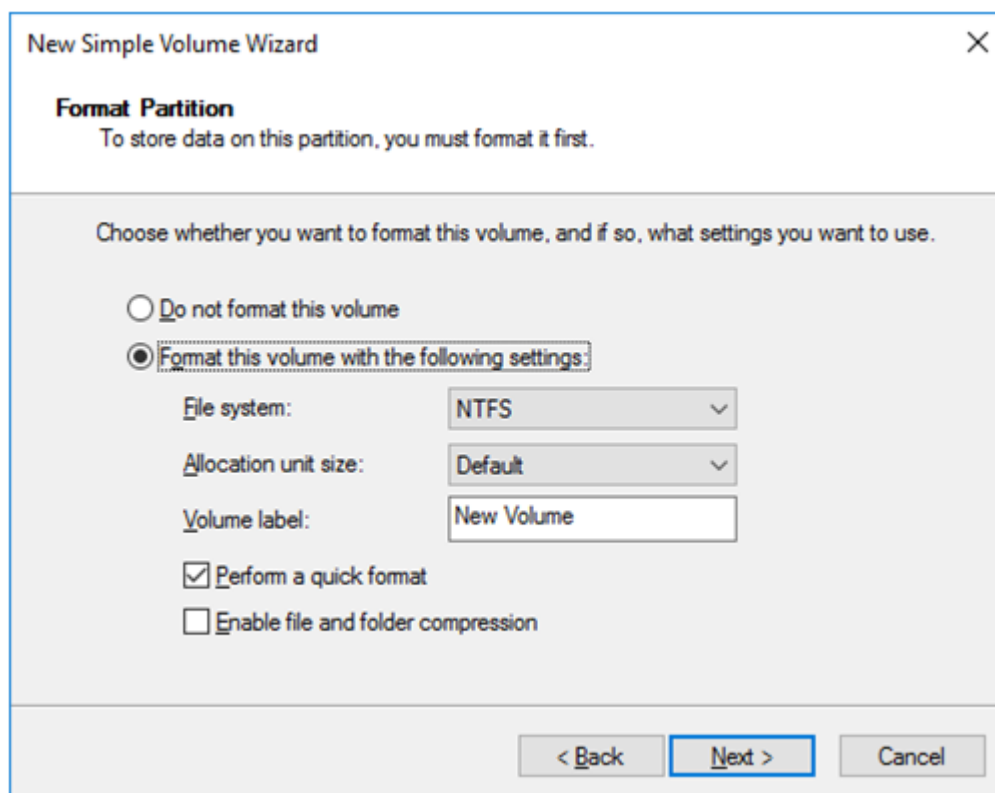 New Simple Volume Wizard
Format Partition
To store data on this partition, you must format it first.
Choose whether you want to format this volume, and if so, what settings you want to use.
Do not format this volume
Format this volume with the following settings:
File system: NTFS
Allocation unit size: Default
Volume label: New Volume
Perform a quick format
Enable file and folder compression
< Back Next > Cancel